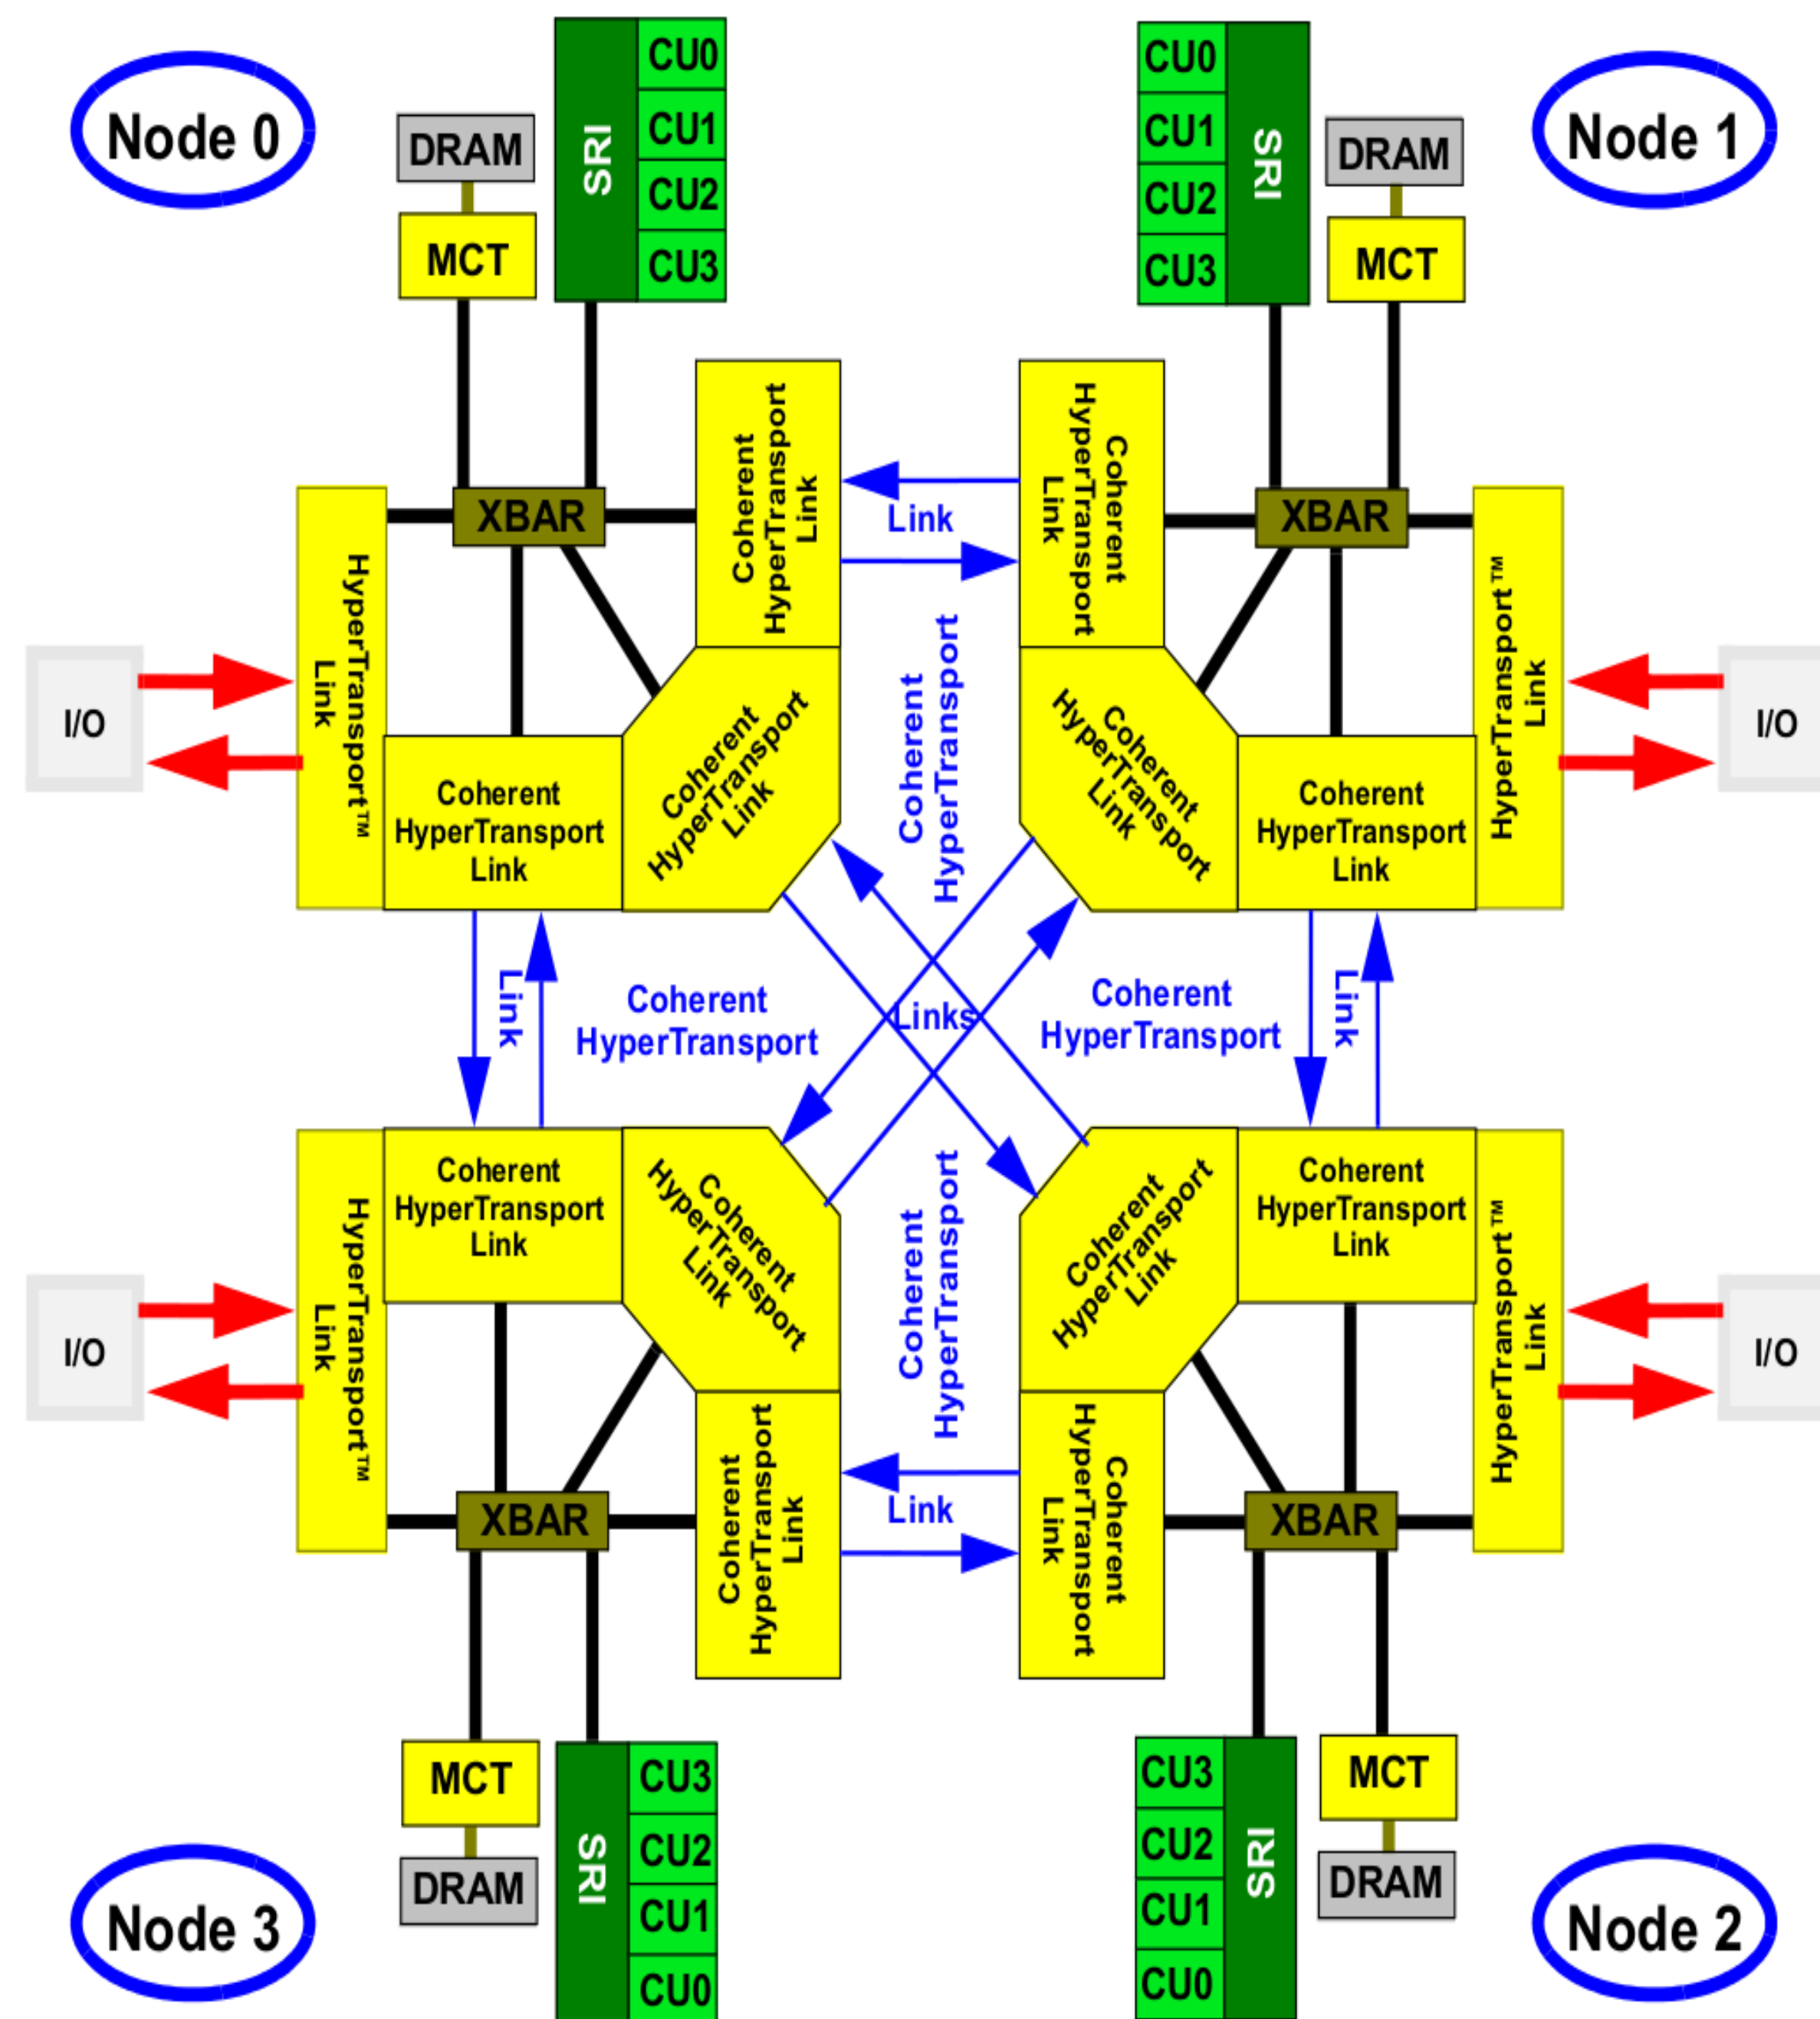 Node 0
DRAM
MCT
SRI
CU0
CU1
CU2
CU3
CU0
CU1
CU2
CU3
SRI
DRAM
MCT
Node 1
XBAR
Coherent
HyperTransport
Link
Link
Coherent
HyperTransport
Link
XBAR
I/O
HyperTransport™
Link
Coherent
HyperTransport
Link
Coherent
HyperTransport
Link
Coherent
HyperTransport
Coherent
HyperTransport
Link
Coherent
HyperTransport
Link
HyperTransport™
Link
I/O
Link
Coherent
HyperTransport
Links
Coherent
HyperTransport
Link
I/O
HyperTransport™
Link
Coherent
HyperTransport
Link
Coherent
HyperTransport
Link
Coherent
HyperTransport
Coherent
HyperTransport
Link
Coherent
HyperTransport
Link
HyperTransport™
Link
I/O
XBAR
Coherent
HyperTransport
Link
Link
Coherent
HyperTransport
Link
XBAR
MCT
DRAM
SRI
CU3
CU2
CU1
CU0
CU3
CU2
CU1
CU0
SRI
MCT
DRAM
Node 3
Node 2